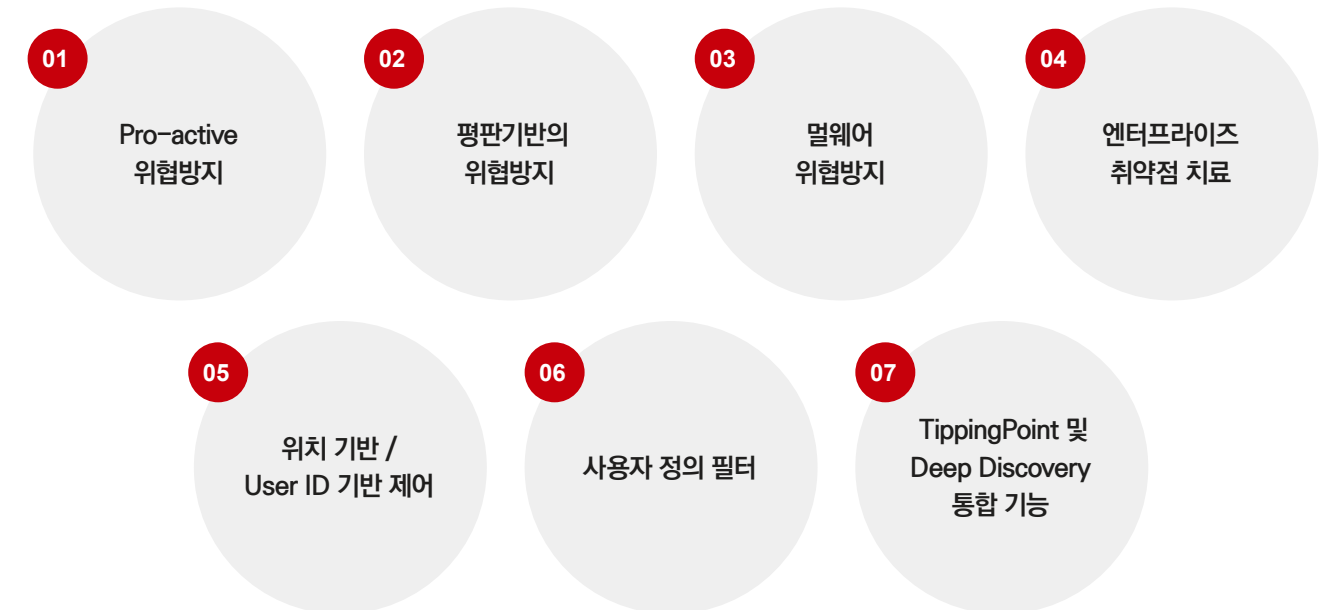 01
Pro-active
위협방지
02
평판기반의
위협방지
03
멀웨어
위협방지
04
엔터프라이즈
취약점 치료
05
위치 기반 /
User ID 기반 제어
06
사용자 정의 필터
07
TippingPoint 및
Deep Discovery
통합 기능